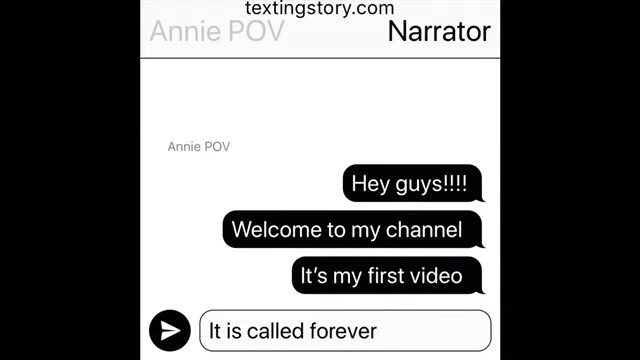 textingstory.com
Annie POV Narrator
Annie POV
Hey guys!!!!
Welcome to my channel
It’s my first video
It is called forever